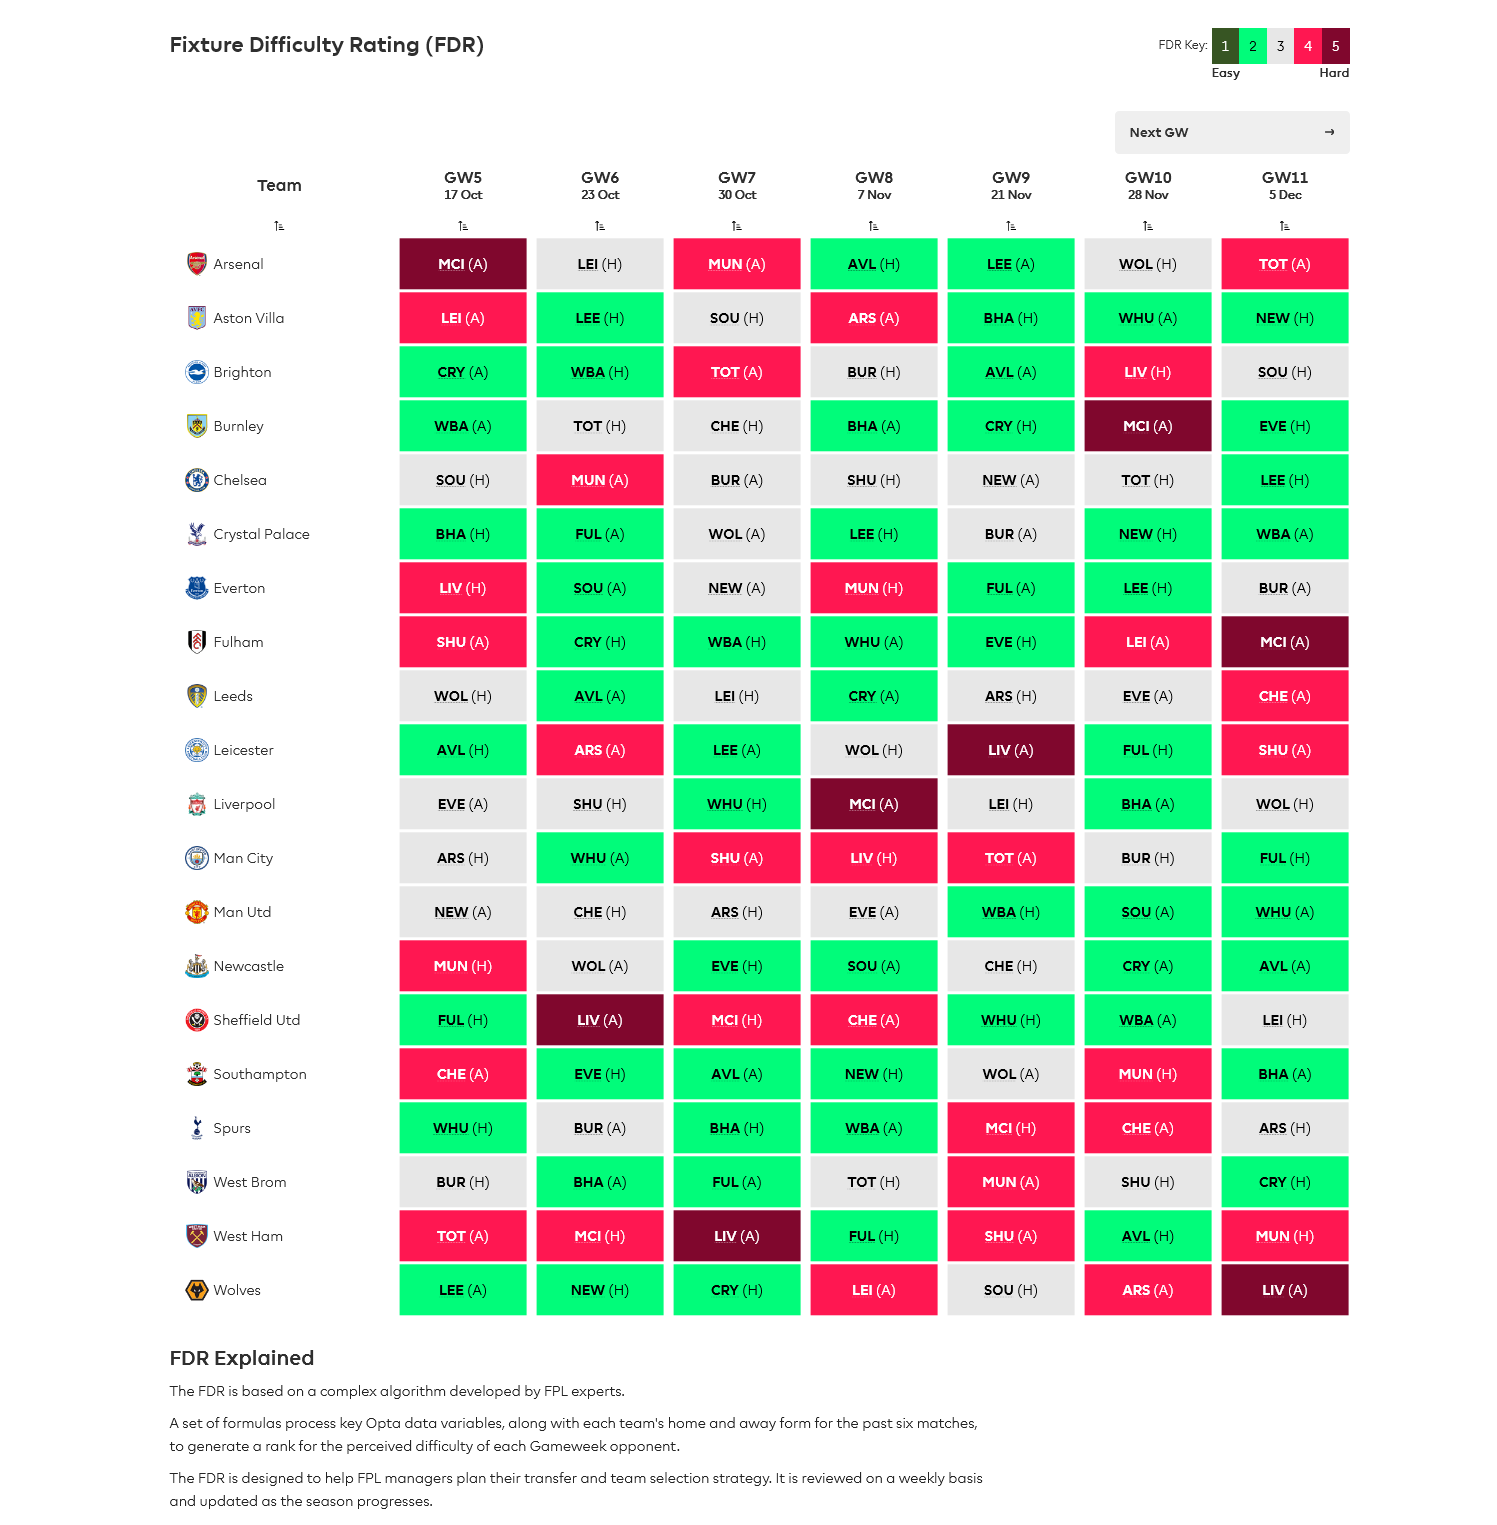 Fixture Difficulty Rating (FDR)
FDR Key: 1 2 3 4 5
Easy Hard
Next GW →
Team GW5 GW6 GW7 GW8 GW9 GW10 GW11
17 Oct 23 Oct 30 Oct 7 Nov 21 Nov 28 Nov 5 Dec
Arsenal MCI (A) LEI (H) MUN (A) AVL (H) LEE (A) WOL (H) TOT (A)
Aston Villa LEI (A) LEE (H) SOU (H) ARS (A) BHA (H) WHU (A) NEW (H)
Brighton CRY (A) WBA (H) TOT (A) BUR (H) AVL (A) LIV (H) SOU (H)
Burnley WBA (A) TOT (H) CHE (H) BHA (A) CRY (H) MCI (A) EVE (H)
Chelsea SOU (H) MUN (A) BUR (A) SHU (H) NEW (A) TOT (H) LEE (H)
Crystal Palace BHA (H) FUL (A) WOL (A) LEE (H) BUR (A) NEW (H) WBA (A)
Everton LIV (H) SOU (A) NEW (A) MUN (H) FUL (A) LEE (H) BUR (A)
Fulham SHU (A) CRY (H) WBA (H) WHU (A) EVE (H) LEI (A) MCI (A)
Leeds WOL (H) AVL (A) LEI (H) CRY (A) ARS (H) EVE (A) CHE (A)
Leicester AVL (H) ARS (A) LEE (A) WOL (H) LIV (A) FUL (H) SHU (A)
Liverpool EVE (A) SHU (H) WHU (H) MCI (A) LEI (H) BHA (A) WOL (H)
Man City ARS (H) WHU (A) SHU (A) LIV (H) TOT (A) BUR (H) FUL (H)
Man Utd NEW (A) CHE (H) ARS (H) EVE (A) WBA (H) SOU (A) WHU (A)
Newcastle MUN (H) WOL (A) EVE (H) SOU (A) CHE (H) CRY (A) AVL (A)
Sheffield Utd FUL (H) LIV (A) MCI (H) CHE (A) WHU (H) WBA (A) LEI (H)
Southampton CHE (A) EVE (H) AVL (A) NEW (H) WOL (A) MUN (H) BHA (A)
Spurs WHU (H) BUR (A) BHA (H) WBA (A) MCI (H) CHE (A) ARS (H)
West Brom BUR (H) BHA (A) FUL (A) TOT (H) MUN (A) SHU (H) CRY (H)
West Ham TOT (A) MCI (H) LIV (A) FUL (H) SHU (A) AVL (H) MUN (H)
Wolves LEE (A) NEW (H) CRY (H) LEI (A) SOU (H) ARS (A) LIV (A)
FDR Explained
The FDR is based on a complex algorithm developed by FPL experts.
A set of formulas process key Opta data variables, along with each team's home and away form for the past six matches,
to generate a rank for the perceived difficulty of each Gameweek opponent.
The FDR is designed to help FPL managers plan their transfer and team selection strategy. It is reviewed on a weekly basis
and updated as the season progresses.